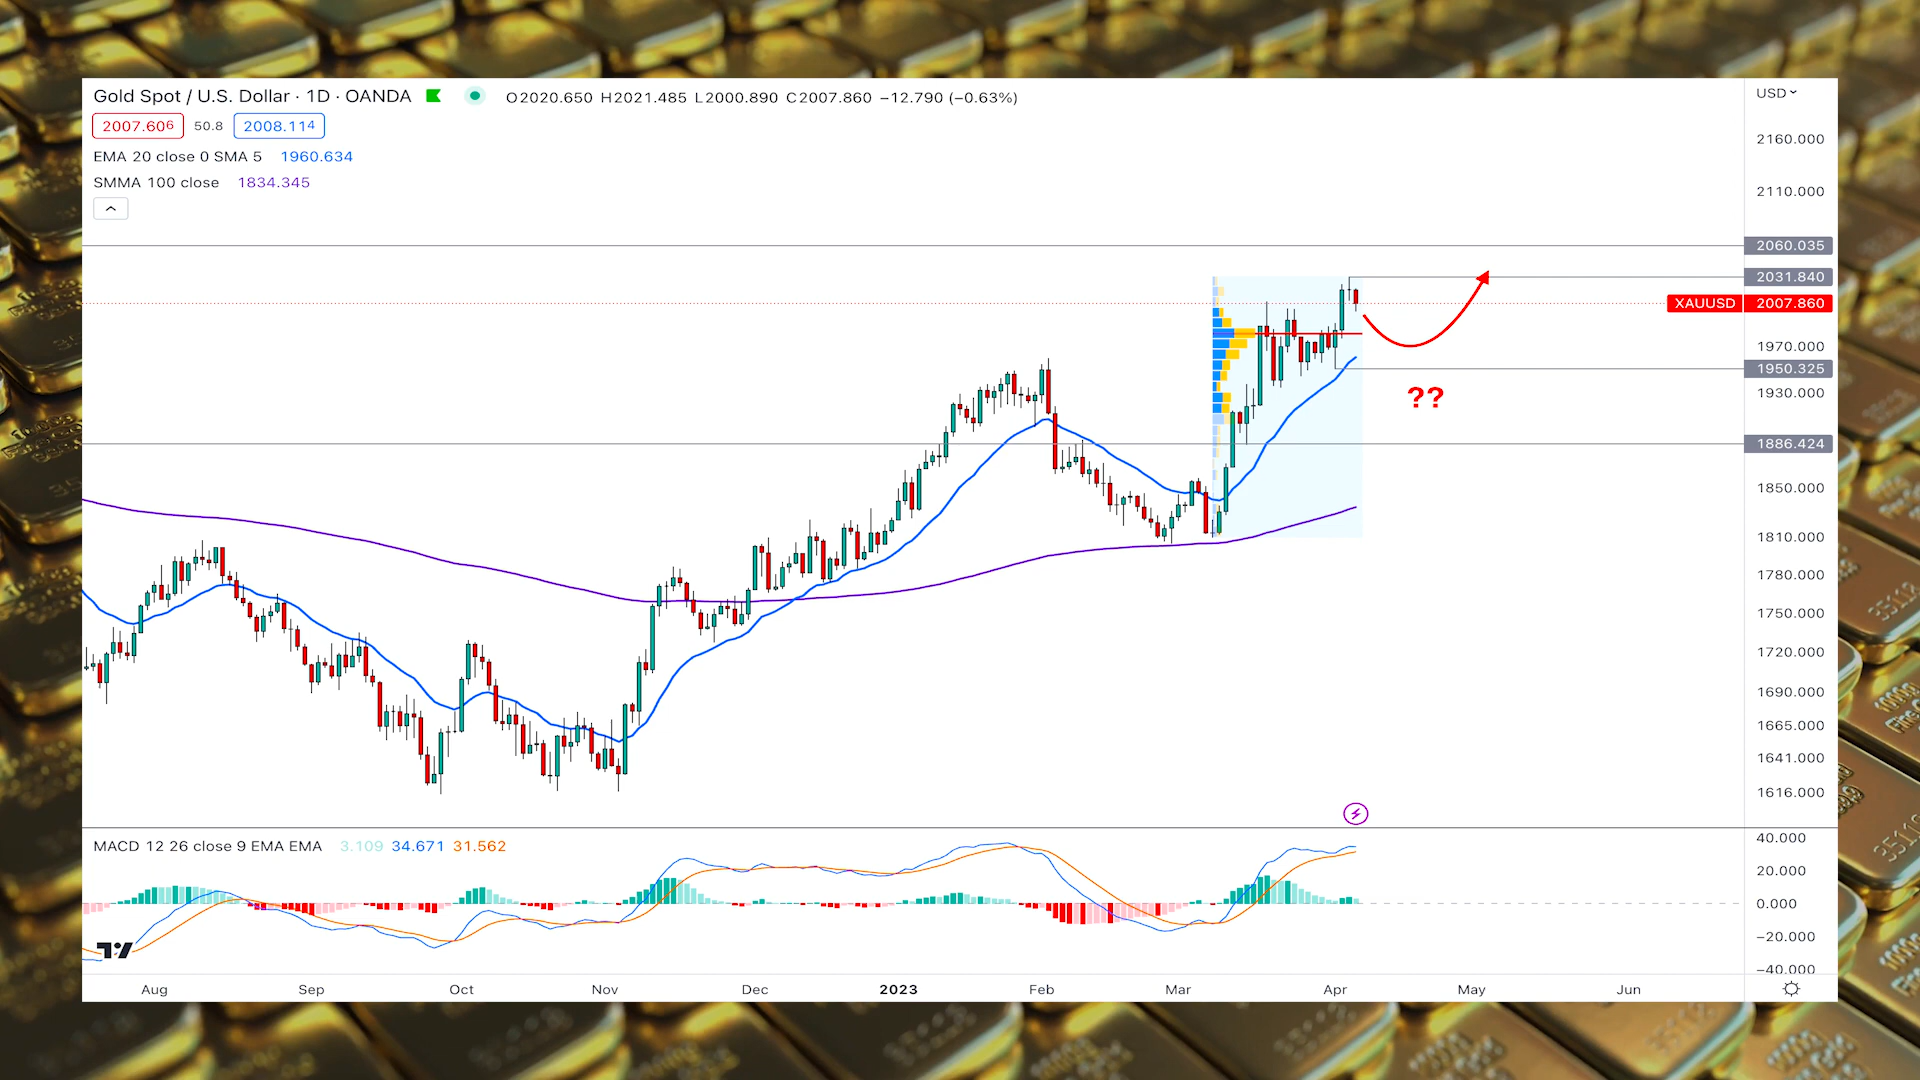 Gold Spot / U.S. Dollar · 1D · OANDA O2020.650 H2021.485 L2000.890 C2007.860 −12.790 (−0.63%)
USD
2007.606 50.8 2008.114
EMA 20 close 0 SMA 5 1960.634
SMMA 100 close 1834.345
2160.000
2110.000
2060.035
2031.840
XAUUSD 2007.860
1970.000
1950.325
1930.000
??
1886.424
1850.000
1810.000
1780.000
1750.000
1720.000
1690.000
1665.000
1641.000
1616.000
MACD 12 26 close 9 EMA EMA 3.109 34.671 31.562
40.000
20.000
0.000
−20.000
−40.000
Aug Sep Oct Nov Dec 2023 Feb Mar Apr May Jun